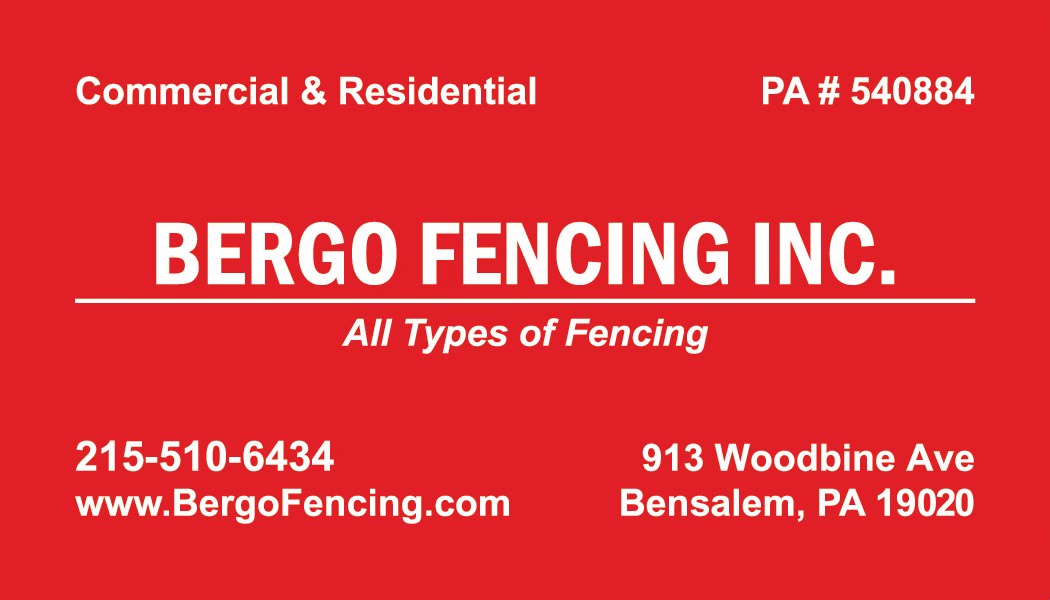 Commercial & Residential
PA # 540884
BERGO FENCING INC.
All Types of Fencing
215-510-6434
www.BergoFencing.com
913 Woodbine Ave
Bensalem, PA 19020